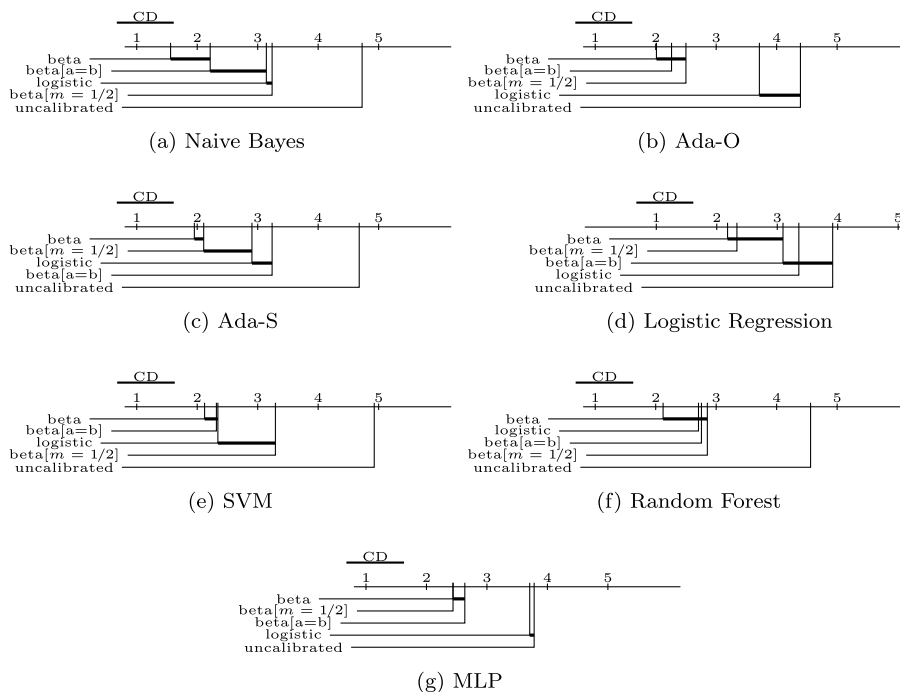 CD
1 2 3 4 5
beta
beta[a=b]
logistic
beta[m = 1/2]
uncalibrated
(a) Naive Bayes
CD
1 2 3 4 5
beta
beta[a=b]
beta[m = 1/2]
logistic
uncalibrated
(b) Ada-O
CD
1 2 3 4 5
beta
beta[m = 1/2]
logistic
beta[a=b]
uncalibrated
(c) Ada-S
CD
1 2 3 4 5
beta
beta[m = 1/2]
beta[a=b]
logistic
uncalibrated
(d) Logistic Regression
CD
1 2 3 4 5
beta
beta[a=b]
logistic
beta[m = 1/2]
uncalibrated
(e) SVM
CD
1 2 3 4 5
beta
logistic
beta[a=b]
beta[m = 1/2]
uncalibrated
(f) Random Forest
CD
1 2 3 4 5
beta
beta[m = 1/2]
beta[a=b]
logistic
uncalibrated
(g) MLP